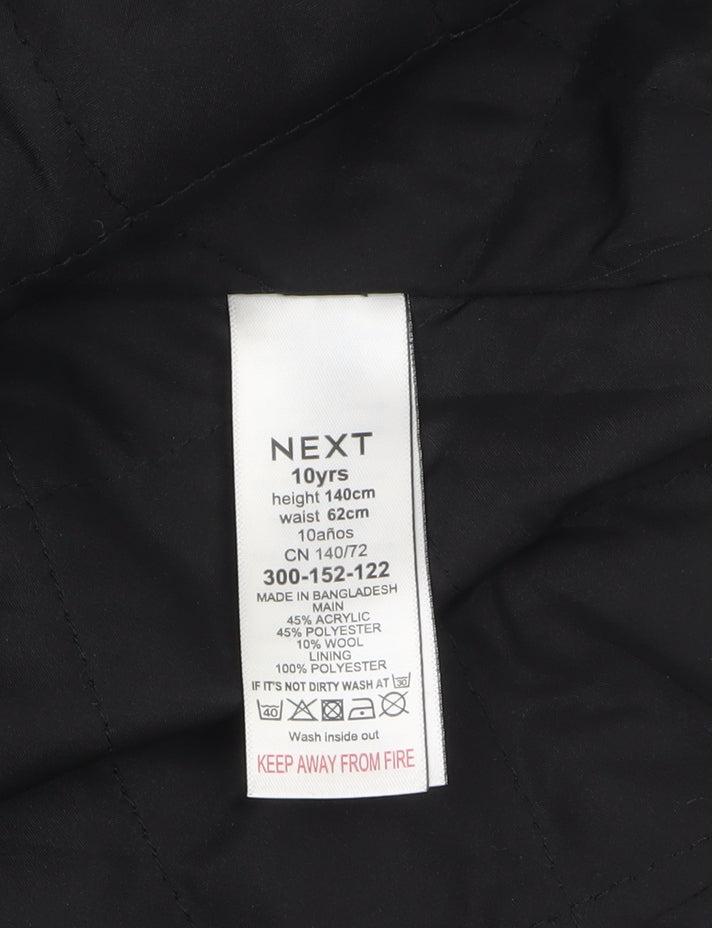 NEXT
10yrs
height 140cm
waist 62cm
10años
CN 140/72
300-152-122
MADE IN BANGLADESH
MAIN
45% ACRYLIC
45% POLYESTER
10% WOOL
LINING
100% POLYESTER
IF IT'S NOT DIRTY WASH AT 30
40
Wash inside out
KEEP AWAY FROM FIRE